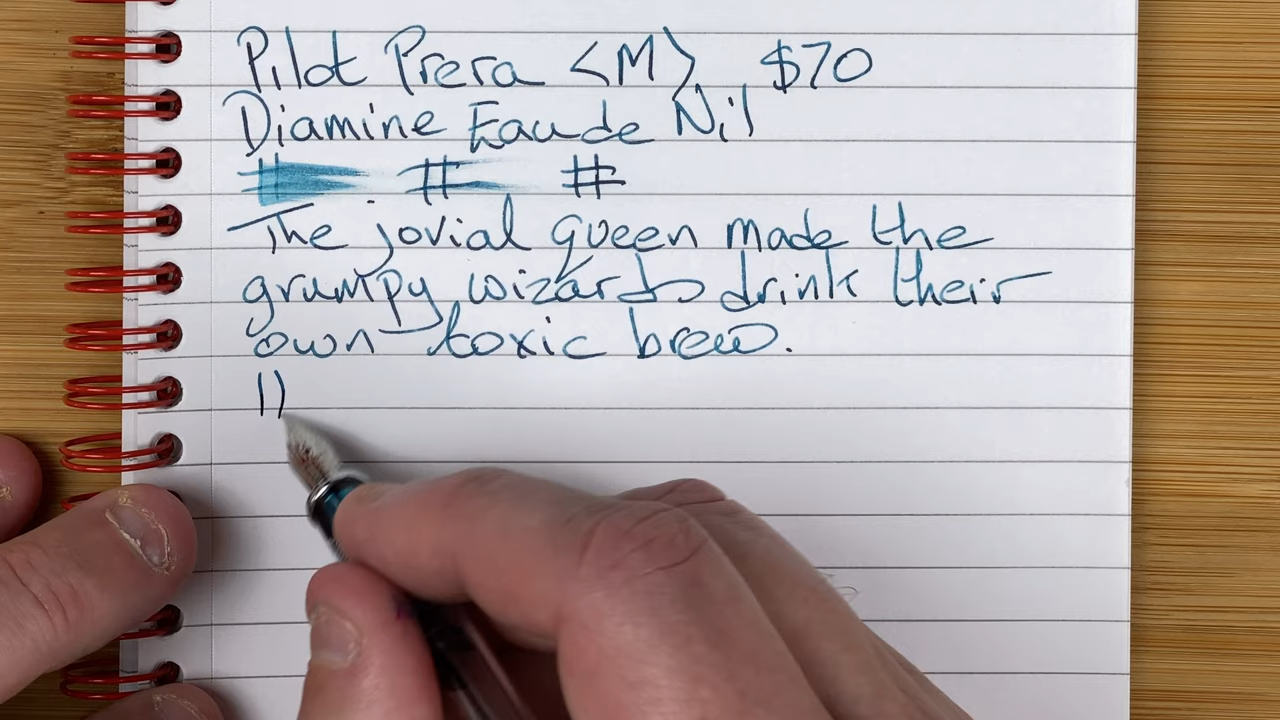 Pilot Prera <M> $70
Diamine Eau de Nil
# # #
The jovial queen made the
grumpy wizards drink their
own toxic brew.
1)